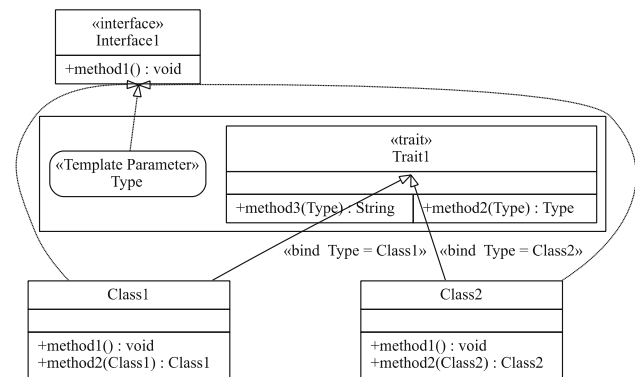 «interface»
Interface1
+method1() : void
«Template Parameter»
Type
«trait»
Trait1
+method3(Type) : String
+method2(Type) : Type
«bind Type = Class1»
«bind Type = Class2»
Class1
+method1() : void
+method2(Class1) : Class1
Class2
+method1() : void
+method2(Class2) : Class2